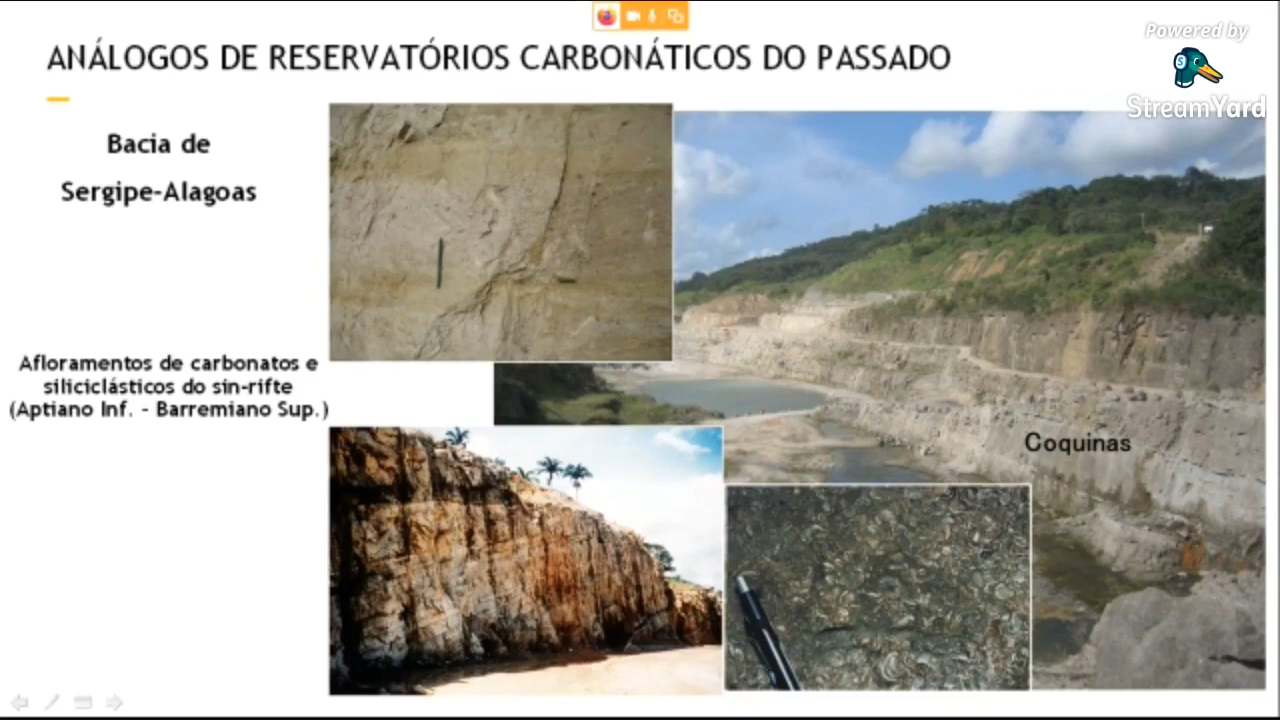 Powered by
StreamYard
ANÁLOGOS DE RESERVATÓRIOS CARBONÁTICOS DO PASSADO
Bacia de
Sergipe-Alagoas
Afloramentos de carbonatos e
siliciclásticos do sin-rifte
(Aptiano Inf. - Barremiano Sup.)
Coquinas